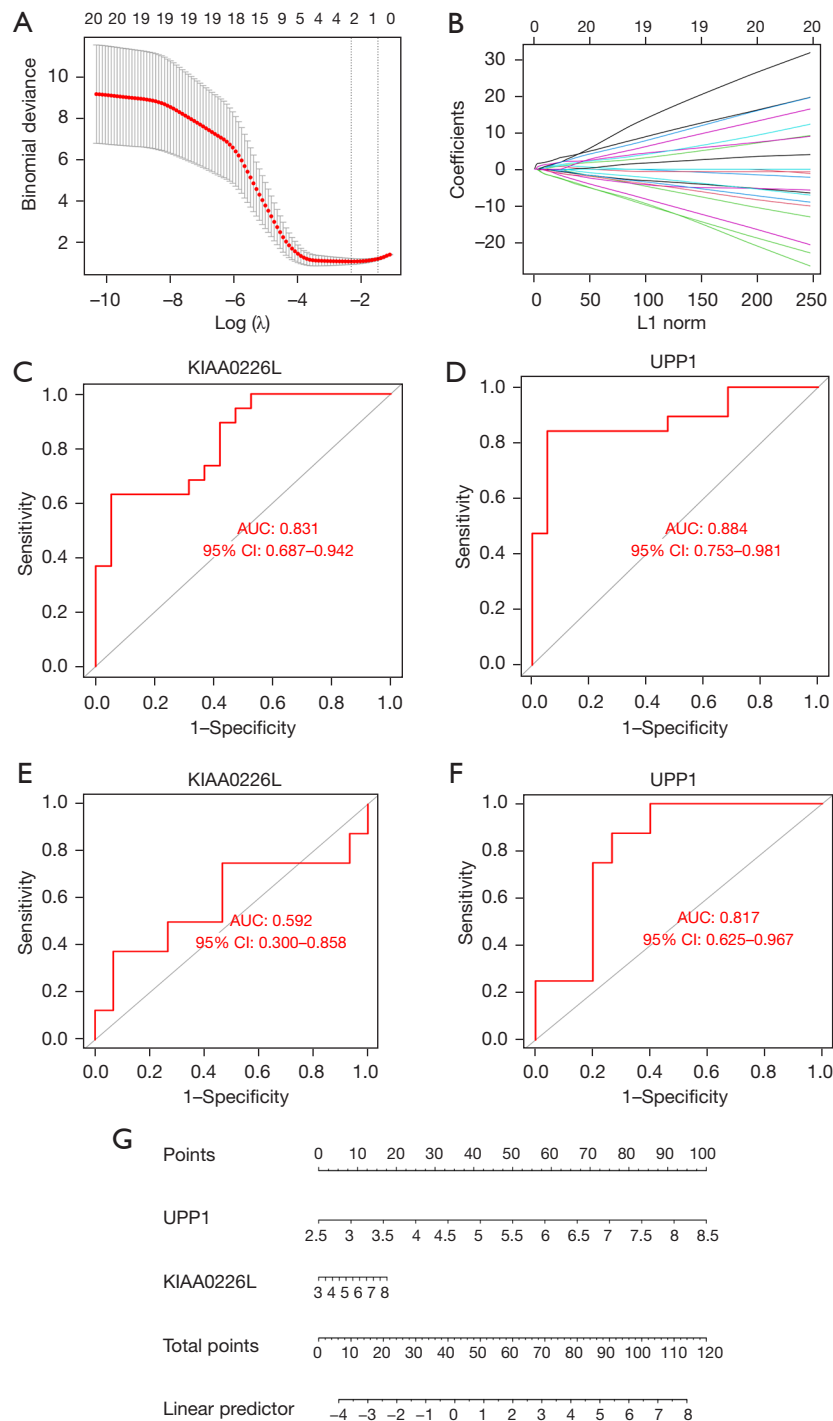 A
20 20 19 19 19 19 18 15 9 5 4 4 2 1 0
Binomial deviance
10
8
6
4
2
−10 −8 −6 −4 −2
Log (λ)
B
0 20 19 19 20 20
Coefficients
30
20
10
0
−10
−20
0 50 100 150 200 250
L1 norm
C
KIAA0226L
Sensitivity
1.0
0.8
0.6
0.4
0.2
0.0
AUC: 0.831
95% CI: 0.687–0.942
0.0 0.2 0.4 0.6 0.8 1.0
1–Specificity
D
UPP1
Sensitivity
1.0
0.8
0.6
0.4
0.2
0.0
AUC: 0.884
95% CI: 0.753–0.981
0.0 0.2 0.4 0.6 0.8 1.0
1–Specificity
E
KIAA0226L
Sensitivity
1.0
0.8
0.6
0.4
0.2
0.0
AUC: 0.592
95% CI: 0.300–0.858
0.0 0.2 0.4 0.6 0.8 1.0
1–Specificity
F
UPP1
Sensitivity
1.0
0.8
0.6
0.4
0.2
0.0
AUC: 0.817
95% CI: 0.625–0.967
0.0 0.2 0.4 0.6 0.8 1.0
1–Specificity
G
Points
0 10 20 30 40 50 60 70 80 90 100
UPP1
2.5 3 3.5 4 4.5 5 5.5 6 6.5 7 7.5 8 8.5
KIAA0226L
3 4 5 6 7 8
Total points
0 10 20 30 40 50 60 70 80 90 100 110 120
Linear predictor
−4 −3 −2 −1 0 1 2 3 4 5 6 7 8